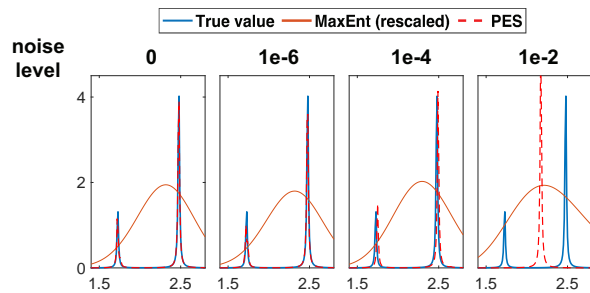 True value MaxEnt (rescaled) PES
noise level 0 1e-6 1e-4 1e-2
4
2
0
1.5 2.5 1.5 2.5 1.5 2.5 1.5 2.5